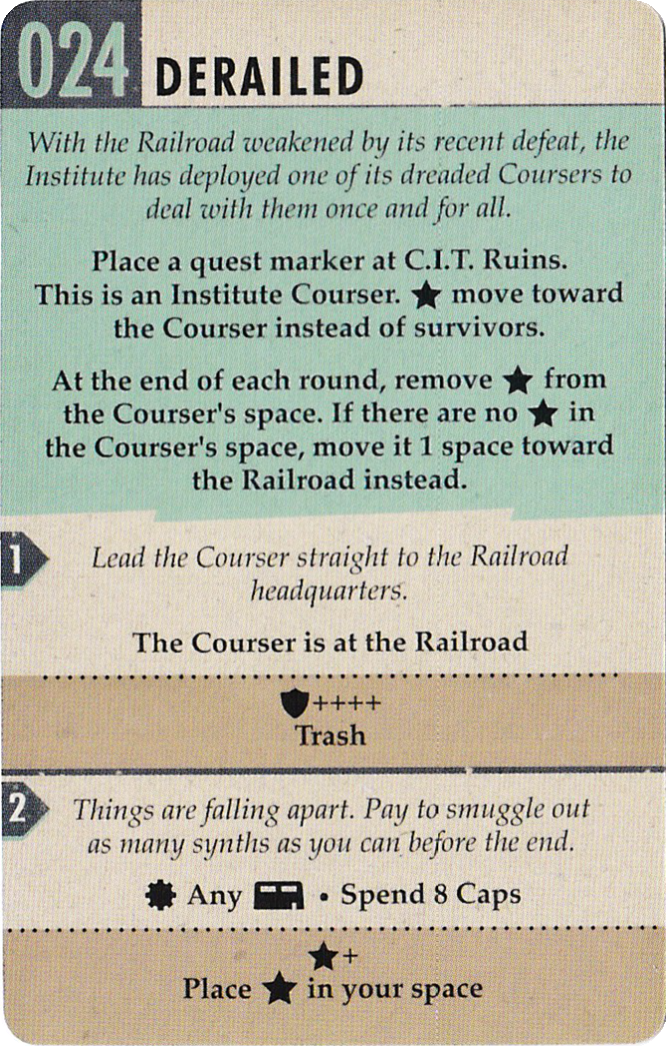 024 DERAILED
With the Railroad weakened by its recent defeat, the
Institute has deployed one of its dreaded Coursers to
deal with them once and for all.
Place a quest marker at C.I.T. Ruins.
This is an Institute Courser. ★ move toward
the Courser instead of survivors.
At the end of each round, remove ★ from
the Courser's space. If there are no ★ in
the Courser's space, move it 1 space toward
the Railroad instead.
1
Lead the Courser straight to the Railroad
headquarters.
The Courser is at the Railroad
++++
Trash
2
Things are falling apart. Pay to smuggle out
as many synths as you can before the end.
Any • Spend 8 Caps
★+
Place ★ in your space